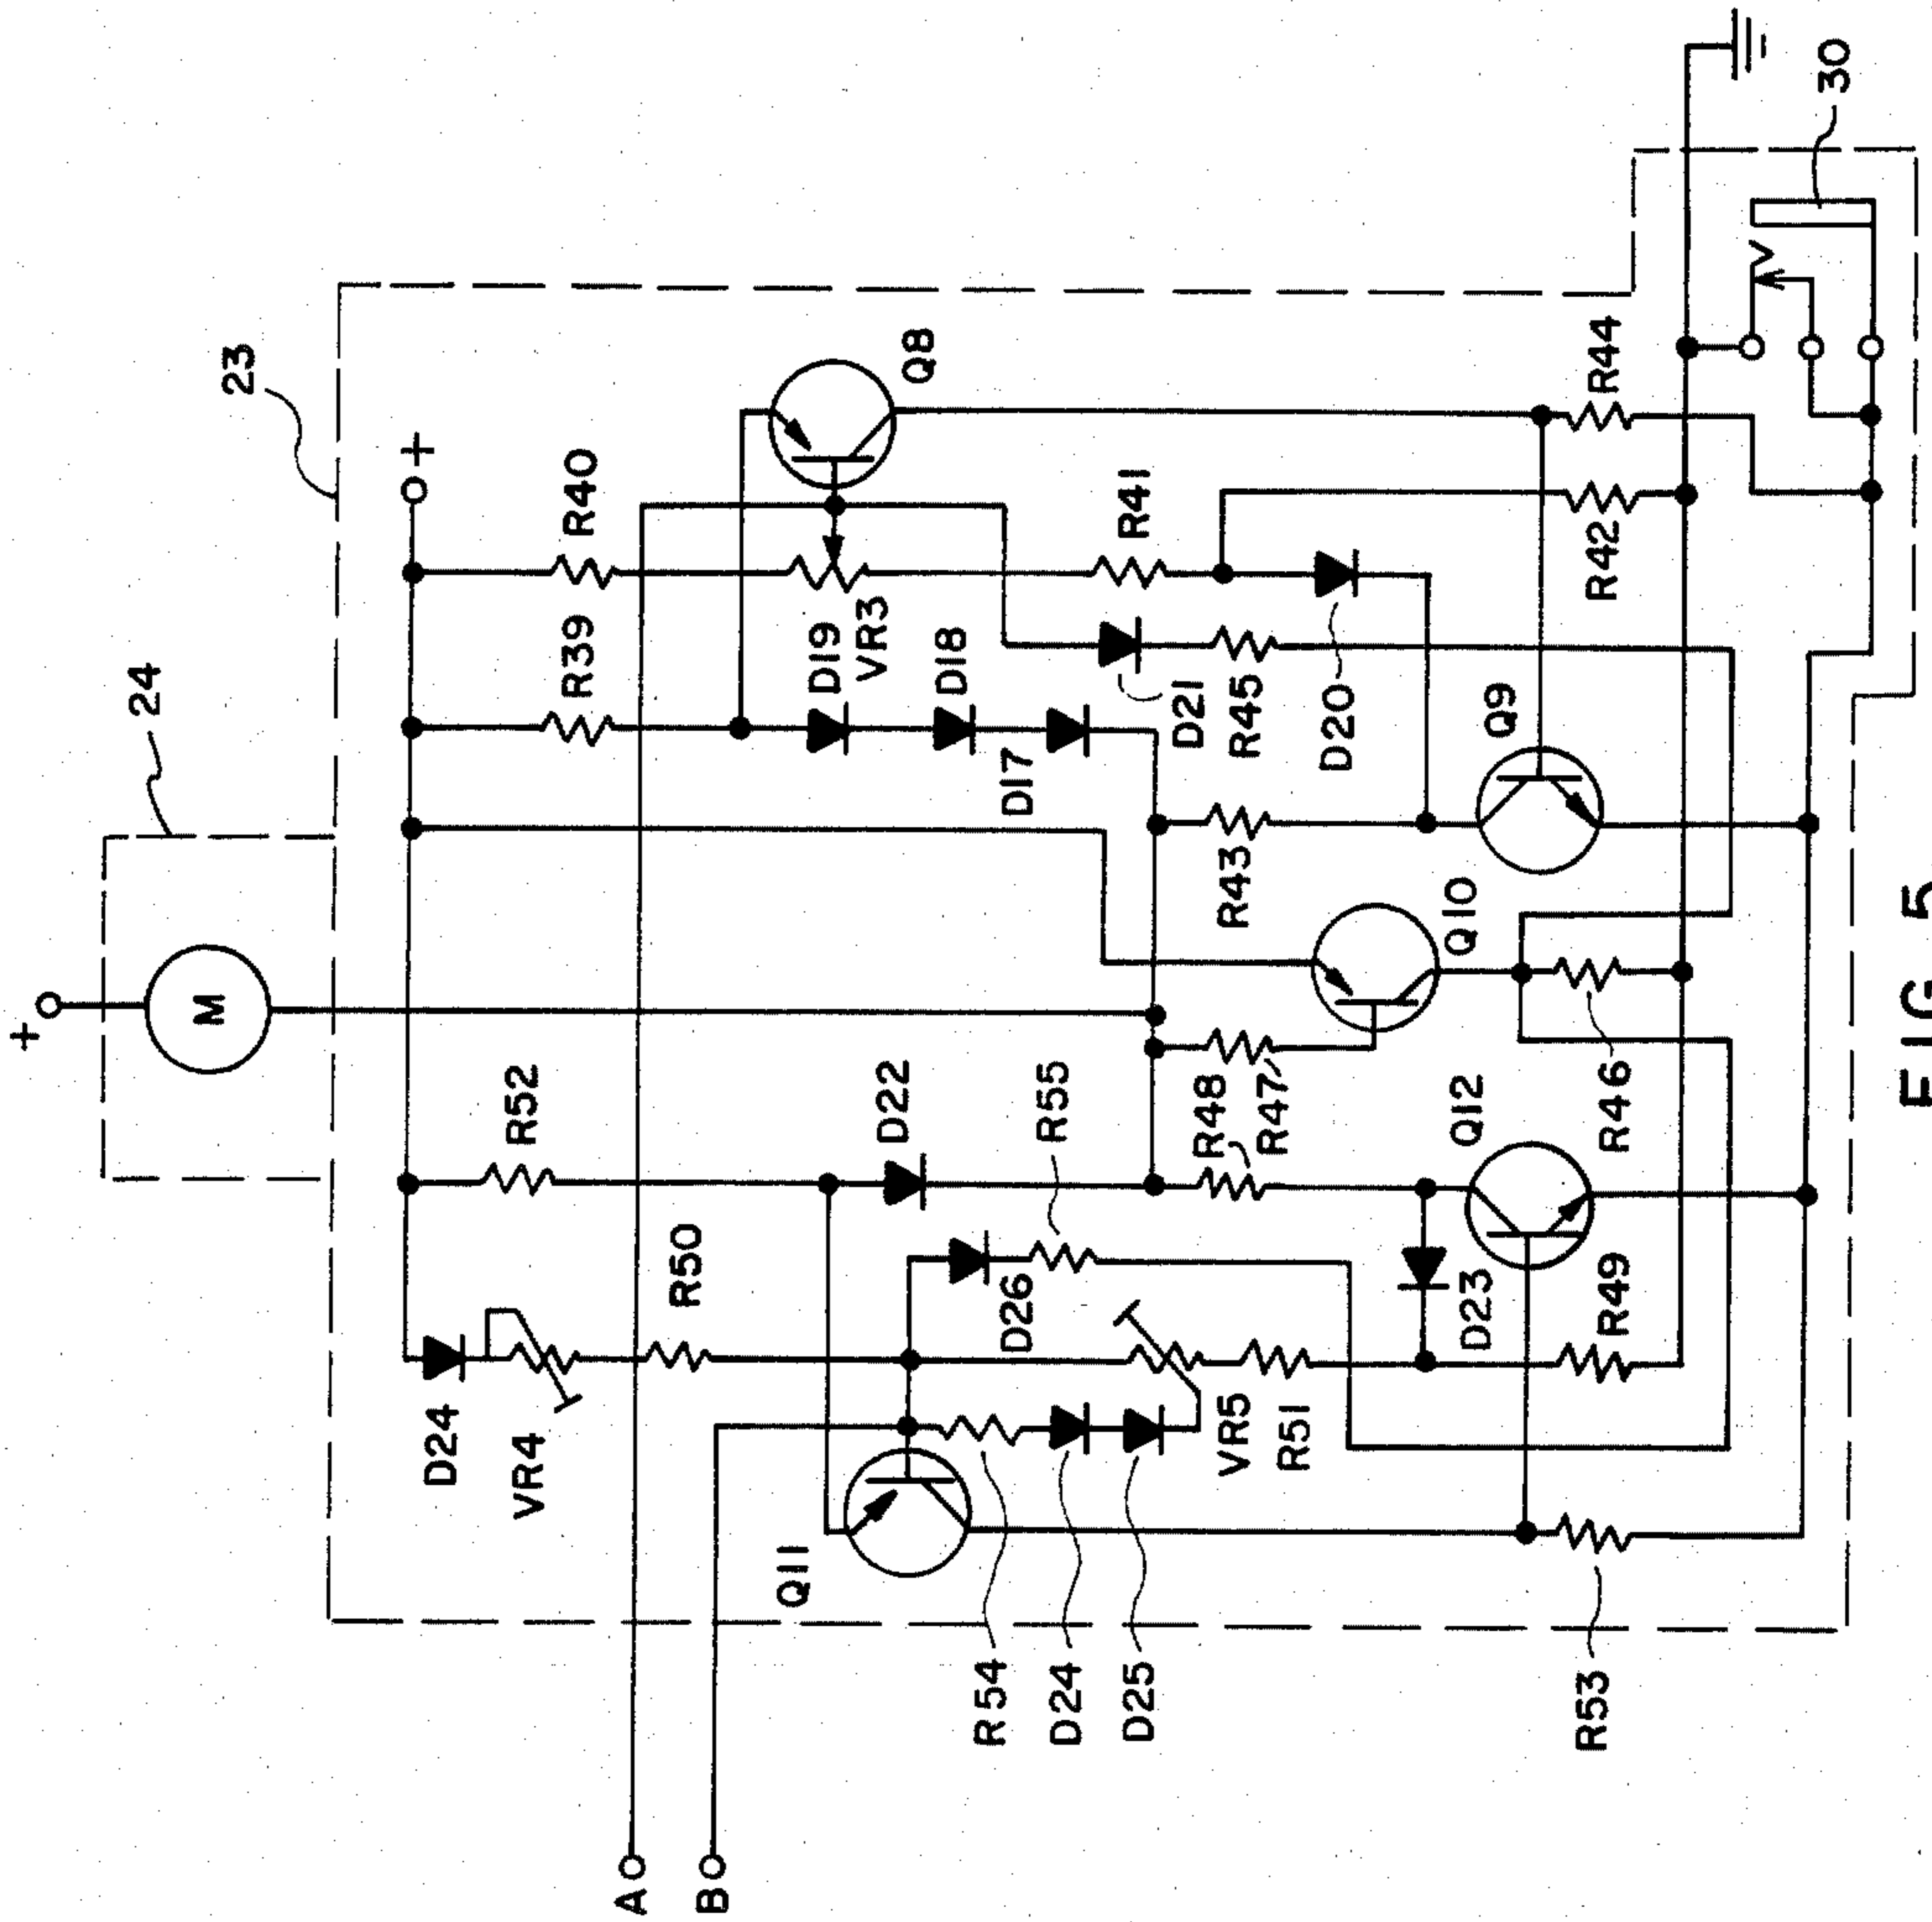 +
24
M
23
+
R52
R39
R40
D24
VR4
R50
D22
R55
D19
VR3
D18
D17
Q8
Q11
D26
R48
R47
R43
D21
R45
R41
D20
VR5
R51
D23
Q12
Q10
Q9
R49
R46
R42
R44
V
30
R54
D24
D25
R53
A
B
FIG. 5